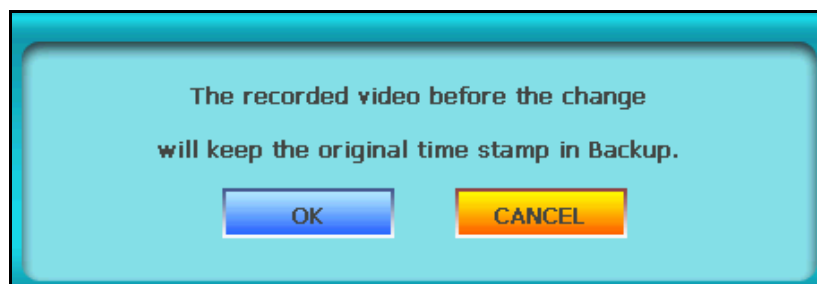 The recorded video before the change
will keep the original time stamp in Backup.
OK CANCEL